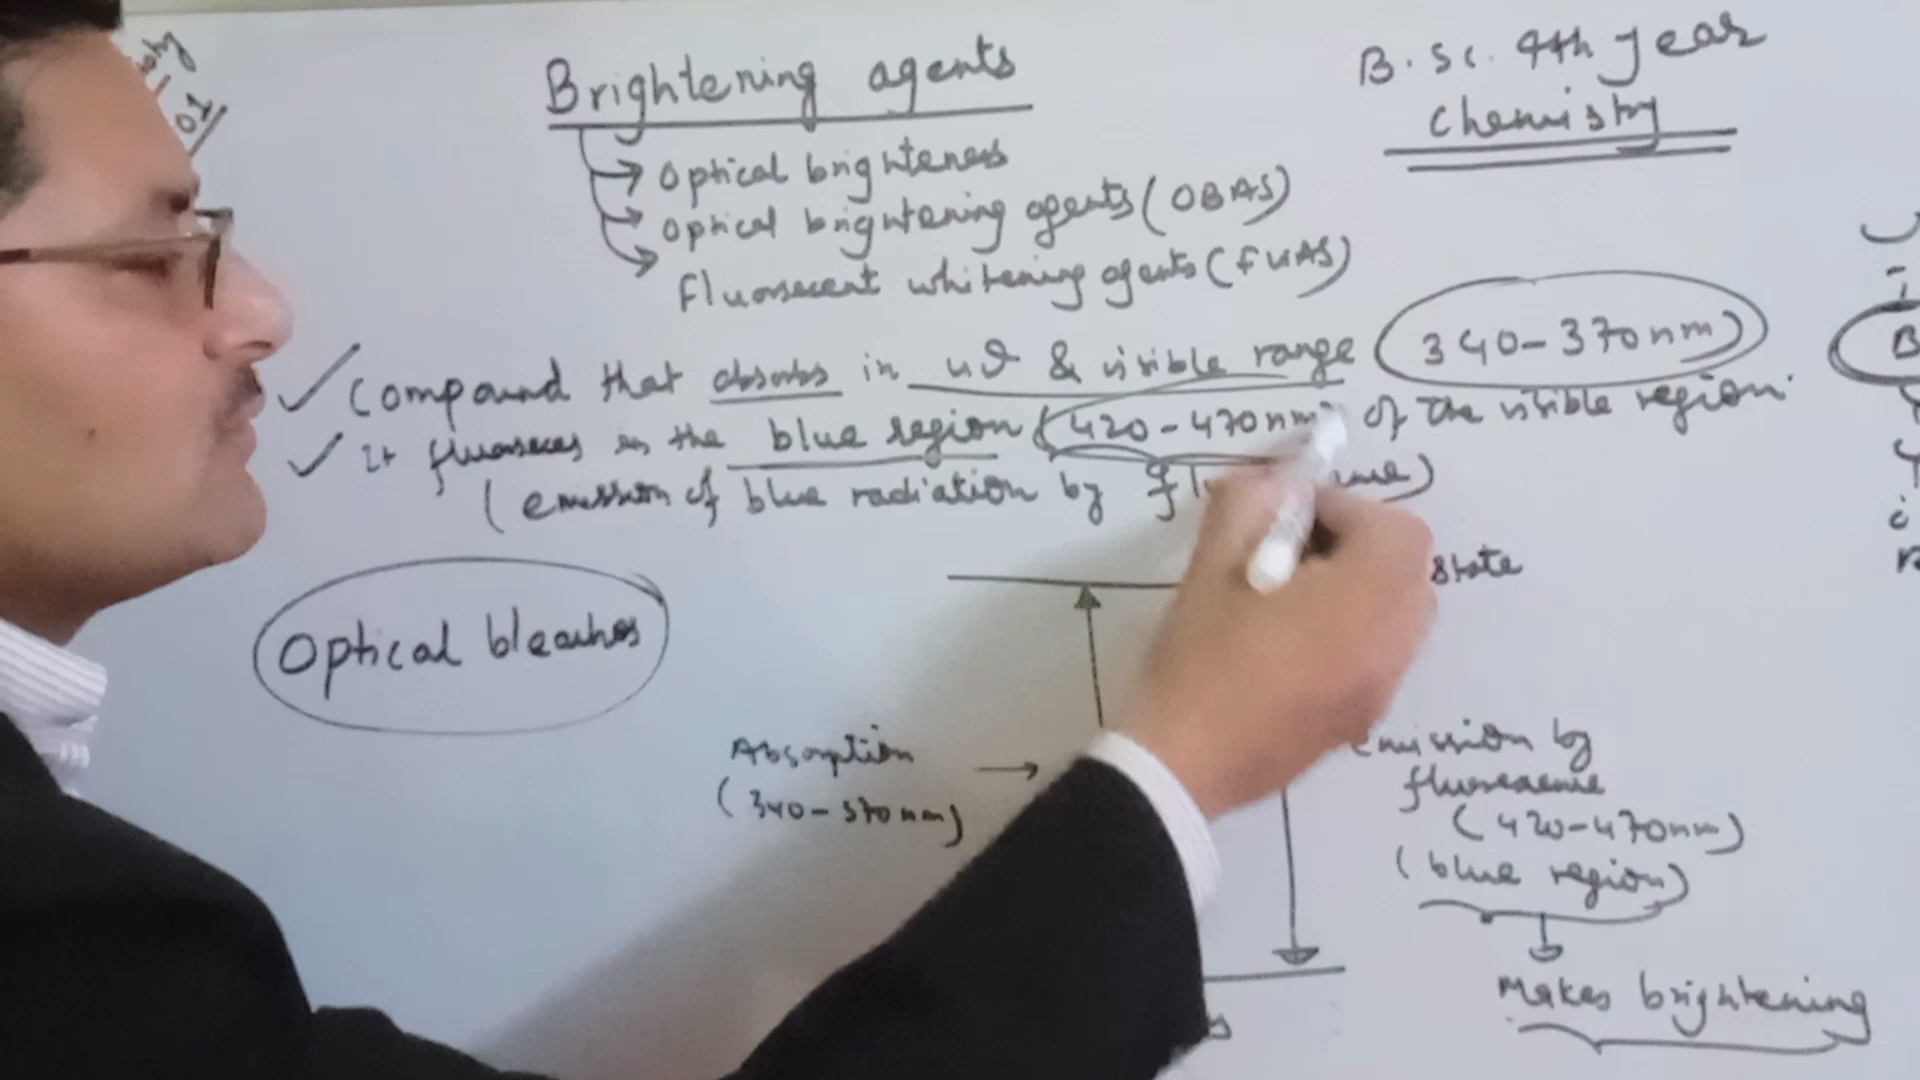 Brightening agents
B.Sc. 4th year
Chemistry
→ Optical brighteners
→ Optical brightening agents (OBAS)
→ Fluorescent whitening agents (FWAS)
✓ Compound that absorbs in uv & visible range (340-370nm)
✓ It fluoresces in the blue region (420-470nm) of the visible region.
(emission of blue radiation by
Optical bleaches
state
Absorption →
(340-370nm)
emission by
fluorescence
(420-470nm)
(blue region)
Makes brightening